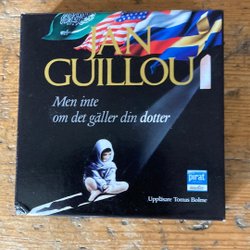 JAN
GUILLOU
Men inte
om det gäller din dotter
pirat
Uppläsare Tomas Bolme